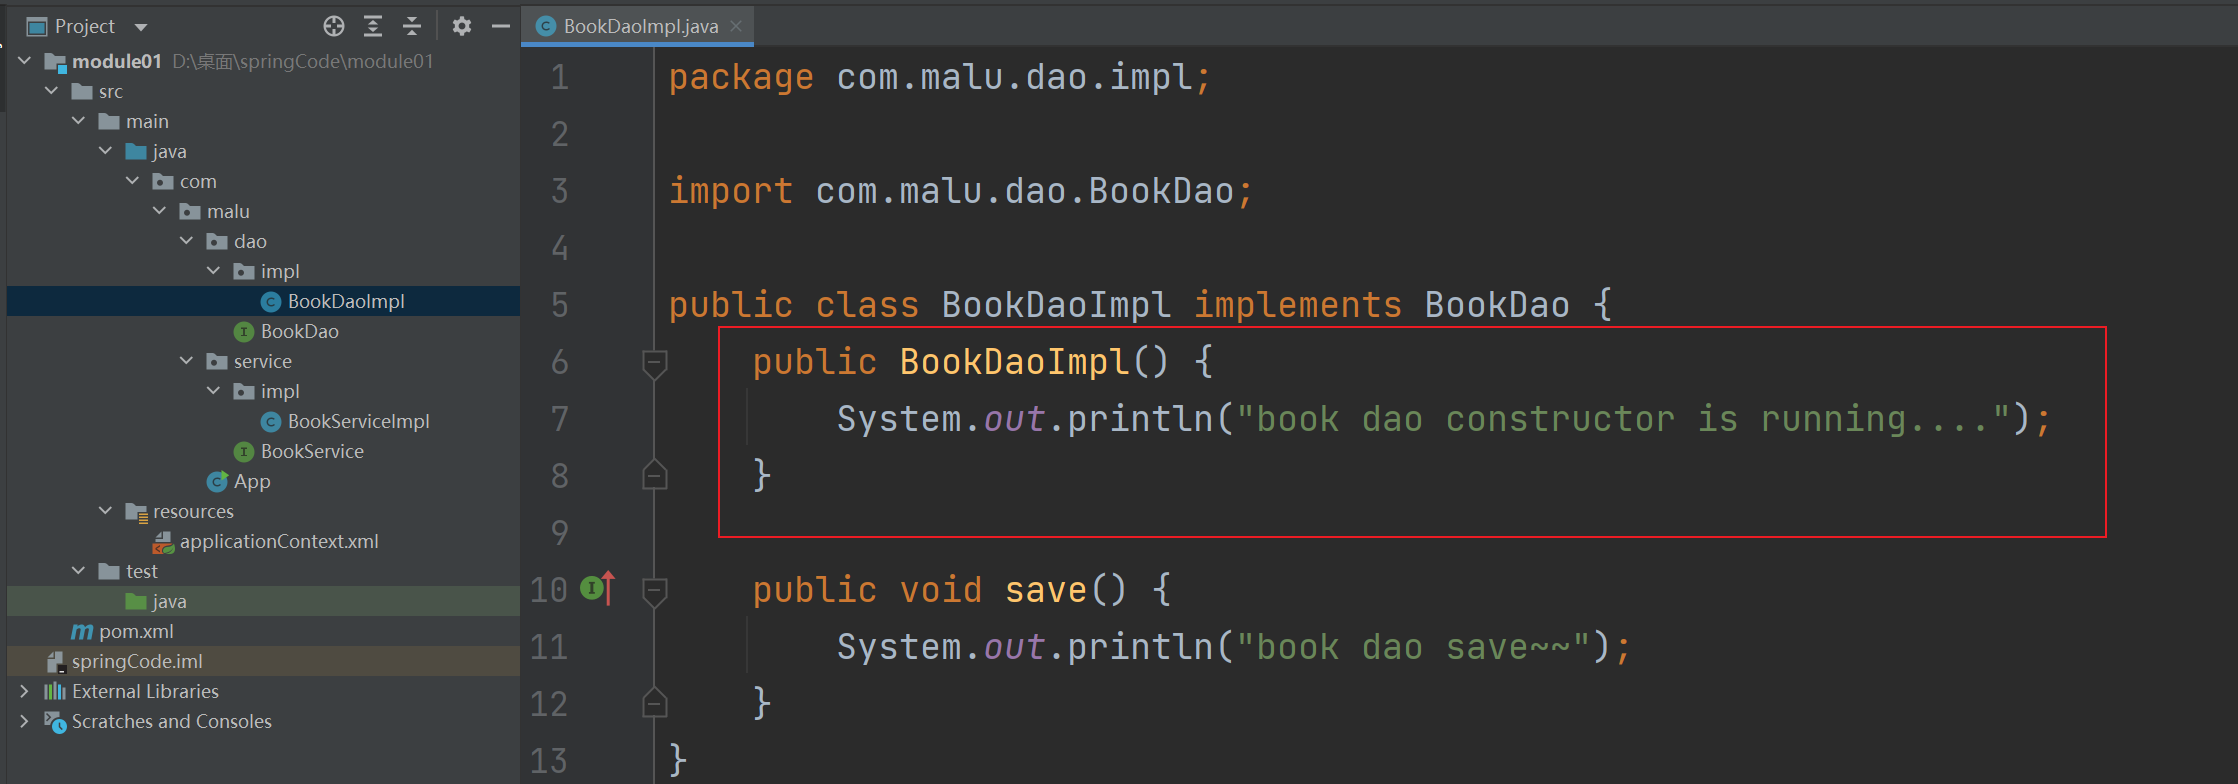 Project
module01 D:\桌面\springCode\module01
src
main
java
com
malu
dao
impl
BookDaoImpl
BookDao
service
impl
BookServiceImpl
BookService
App
resources
applicationContext.xml
test
java
pom.xml
springCode.iml
External Libraries
Scratches and Consoles
BookDaoImpl.java
1 package com.malu.dao.impl;
2
3 import com.malu.dao.BookDao;
4
5 public class BookDaoImpl implements BookDao {
6 public BookDaoImpl() {
7 System.out.println("book dao constructor is running....");
8 }
9
10 public void save() {
11 System.out.println("book dao save~~");
12 }
13 }